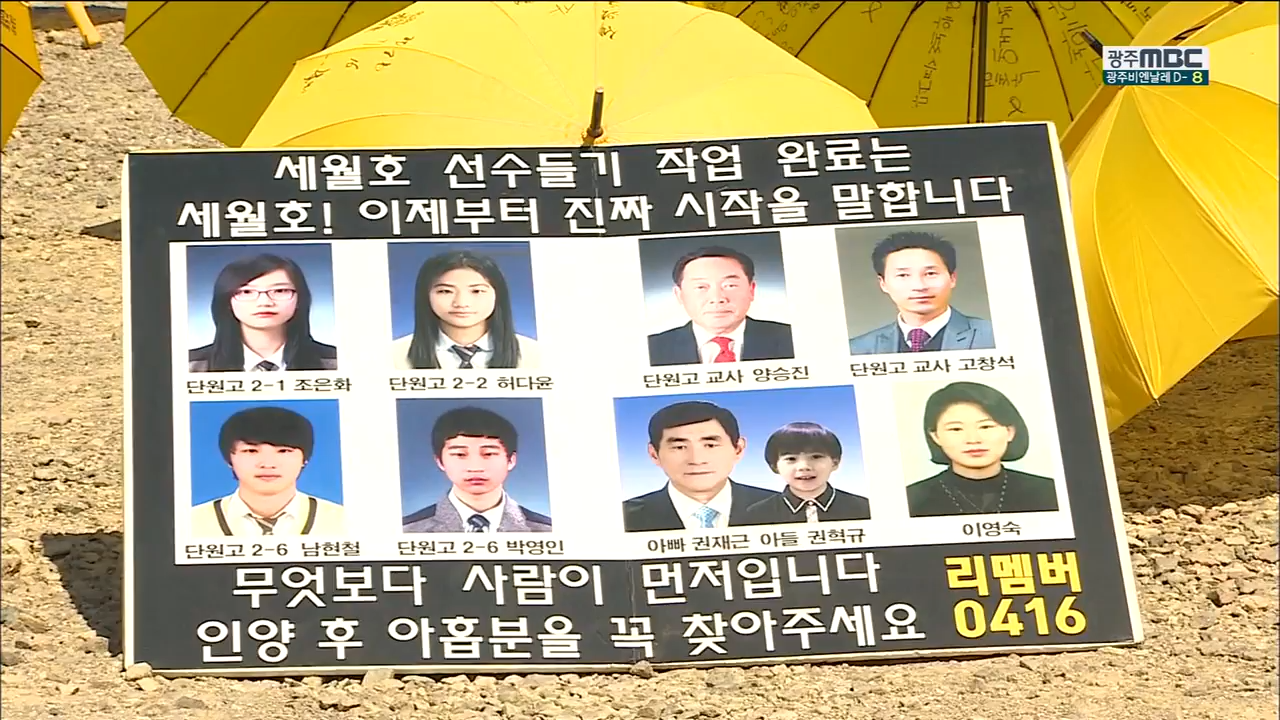 광주MBC
광주비엔날레 D-8
세월호 선수들기 작업 완료는
세월호! 이제부터 진짜 시작을 말합니다
단원고 2-1 조은화
단원고 2-2 허다윤
단원고 교사 양승진
단원고 교사 고창석
단원고 2-6 남현철
단원고 2-6 박영인
아빠 권재근 아들 권혁규
이영숙
무엇보다 사람이 먼저입니다
인양 후 아홉분을 꼭 찾아주세요
리멤버
0416